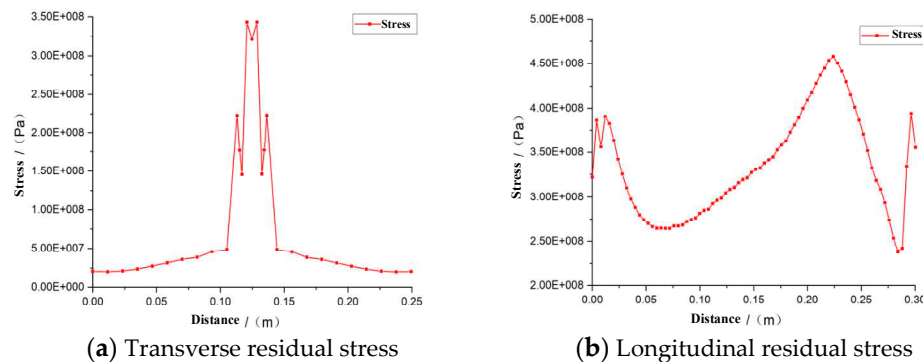 3.50E+008
3.00E+008
2.50E+008
2.00E+008
1.50E+008
1.00E+008
5.00E+007
0.00E+000
Stress / (Pa)
Stress
0.00 0.05 0.10 0.15 0.20 0.25
Distance / (m)
(a) Transverse residual stress
5.00E+008
4.50E+008
4.00E+008
3.50E+008
3.00E+008
2.50E+008
2.00E+008
Stress / (Pa)
Stress
0.00 0.05 0.10 0.15 0.20 0.25 0.30
Distance / (m)
(b) Longitudinal residual stress